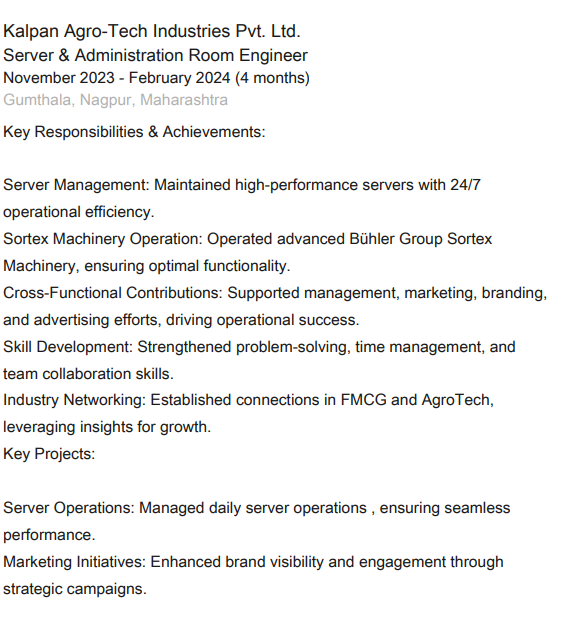 Kalpan Agro-Tech Industries Pvt. Ltd.
Server & Administration Room Engineer
November 2023 - February 2024 (4 months)
Gumthala, Nagpur, Maharashtra
Key Responsibilities & Achievements:
Server Management: Maintained high-performance servers with 24/7
operational efficiency.
Sortex Machinery Operation: Operated advanced Bühler Group Sortex
Machinery, ensuring optimal functionality.
Cross-Functional Contributions: Supported management, marketing, branding,
and advertising efforts, driving operational success.
Skill Development: Strengthened problem-solving, time management, and
team collaboration skills.
Industry Networking: Established connections in FMCG and AgroTech,
leveraging insights for growth.
Key Projects:
Server Operations: Managed daily server operations , ensuring seamless
performance.
Marketing Initiatives: Enhanced brand visibility and engagement through
strategic campaigns.